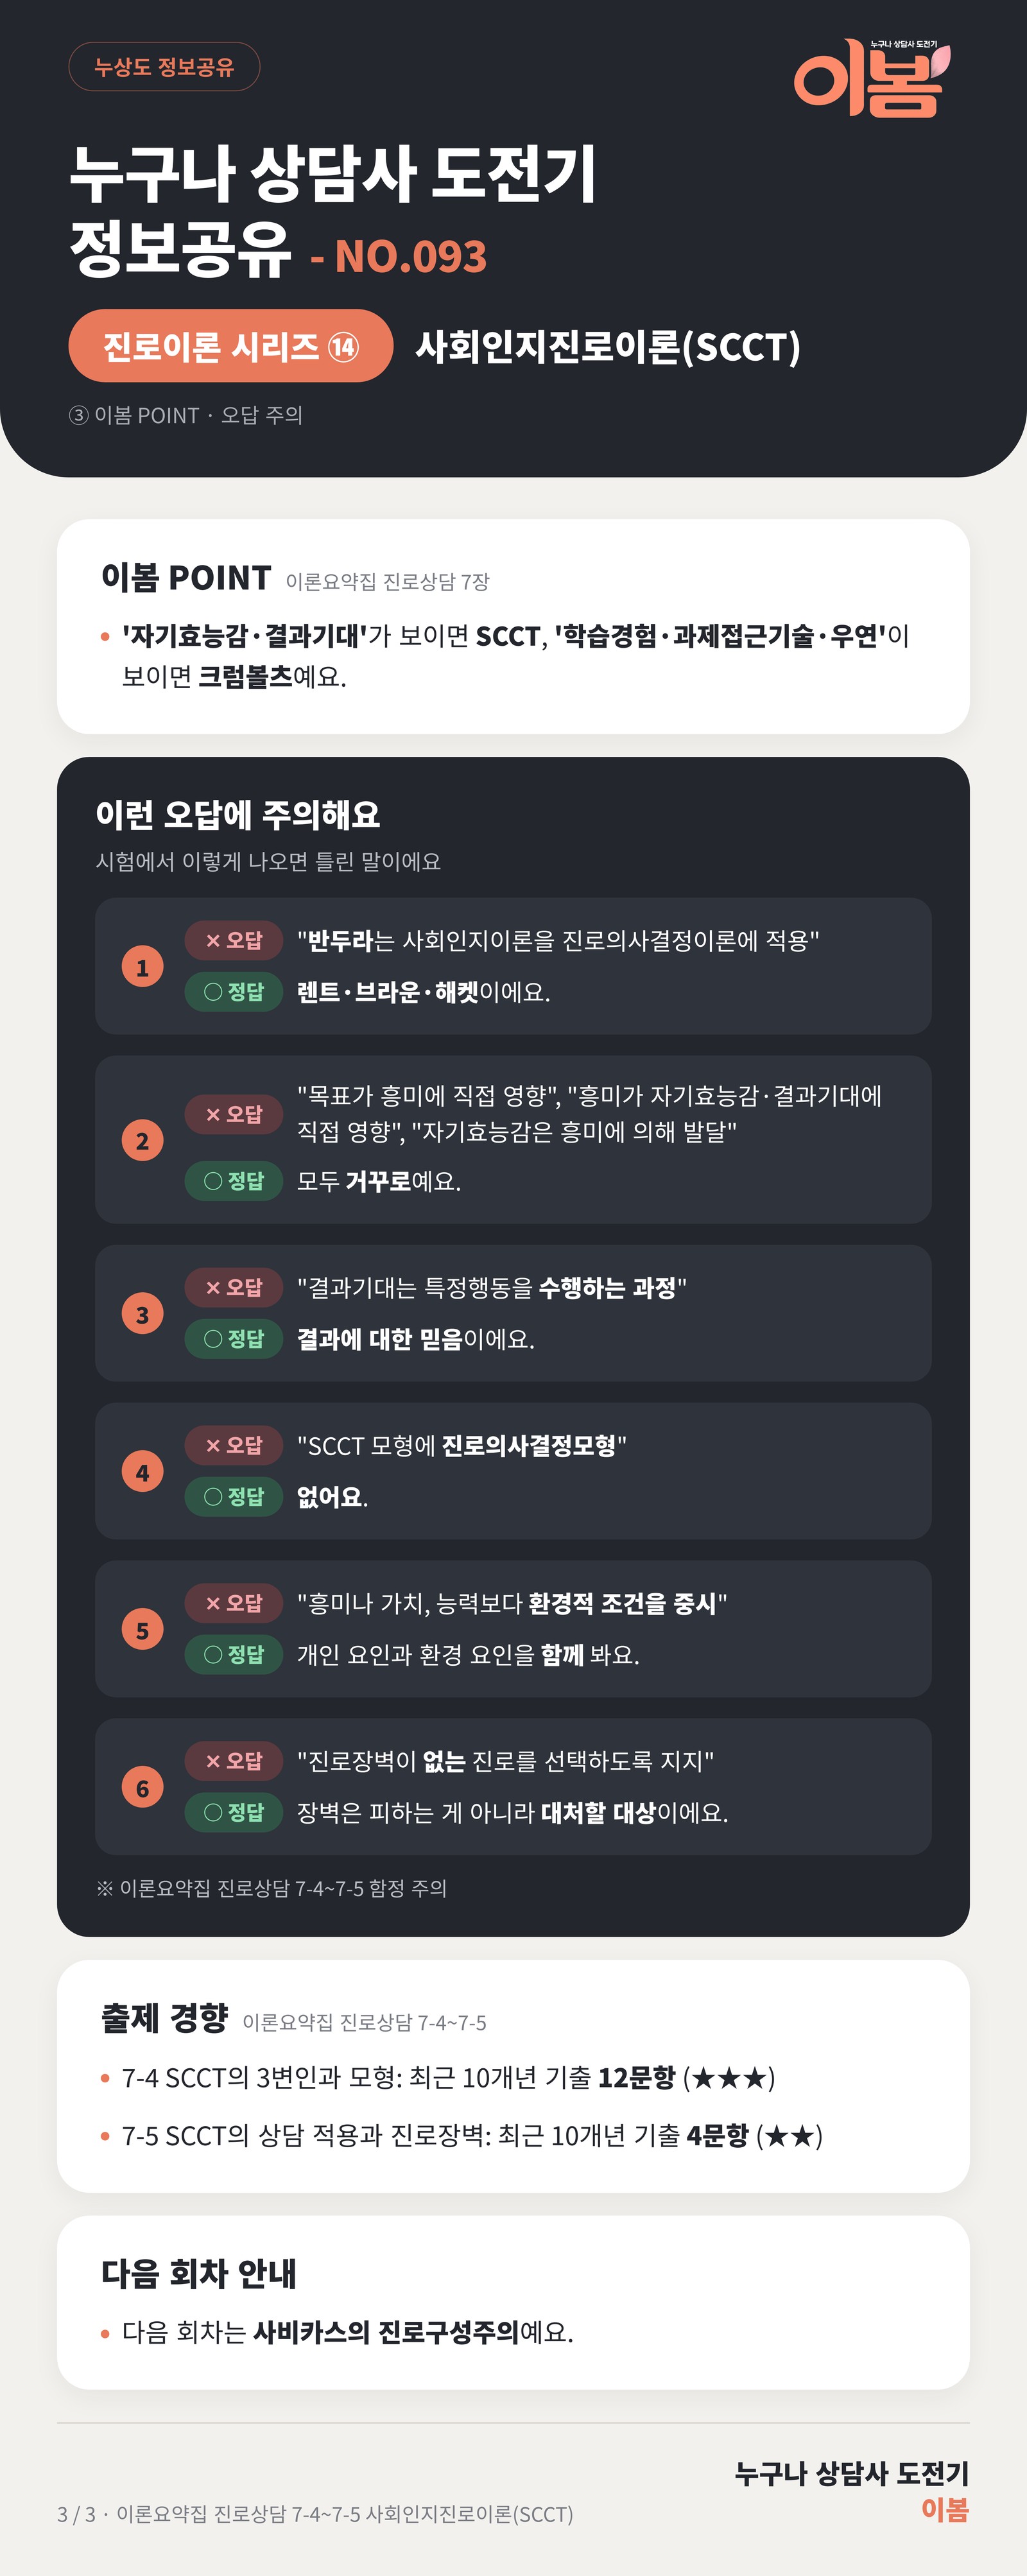 누상도 정보공유
누구나 상담사 도전기
이봄
누구나 상담사 도전기
정보공유 - NO.093
진로이론 시리즈 ⑭ 사회인지진로이론(SCCT)
③ 이봄 POINT · 오답 주의
이봄 POINT 이론요약집 진로상담 7장
• '자기효능감·결과기대'가 보이면 SCCT, '학습경험·과제접근기술·우연'이
보이면 크럼볼츠예요.
이런 오답에 주의해요
시험에서 이렇게 나오면 틀린 말이에요
1
× 오답 "반두라는 사회인지이론을 진로의사결정이론에 적용"
○ 정답 렌트·브라운·해켓이에요.
2
× 오답 "목표가 흥미에 직접 영향", "흥미가 자기효능감·결과기대에
직접 영향", "자기효능감은 흥미에 의해 발달"
○ 정답 모두 거꾸로예요.
3
× 오답 "결과기대는 특정행동을 수행하는 과정"
○ 정답 결과에 대한 믿음이에요.
4
× 오답 "SCCT 모형에 진로의사결정모형"
○ 정답 없어요.
5
× 오답 "흥미나 가치, 능력보다 환경적 조건을 중시"
○ 정답 개인 요인과 환경 요인을 함께 봐요.
6
× 오답 "진로장벽이 없는 진로를 선택하도록 지지"
○ 정답 장벽은 피하는 게 아니라 대처할 대상이에요.
※ 이론요약집 진로상담 7-4~7-5 함정 주의
출제 경향 이론요약집 진로상담 7-4~7-5
• 7-4 SCCT의 3변인과 모형: 최근 10개년 기출 12문항 (★★★)
• 7-5 SCCT의 상담 적용과 진로장벽: 최근 10개년 기출 4문항 (★★)
다음 회차 안내
• 다음 회차는 사비카스의 진로구성주의예요.
누구나 상담사 도전기
3 / 3 · 이론요약집 진로상담 7-4~7-5 사회인지진로이론(SCCT) 이봄